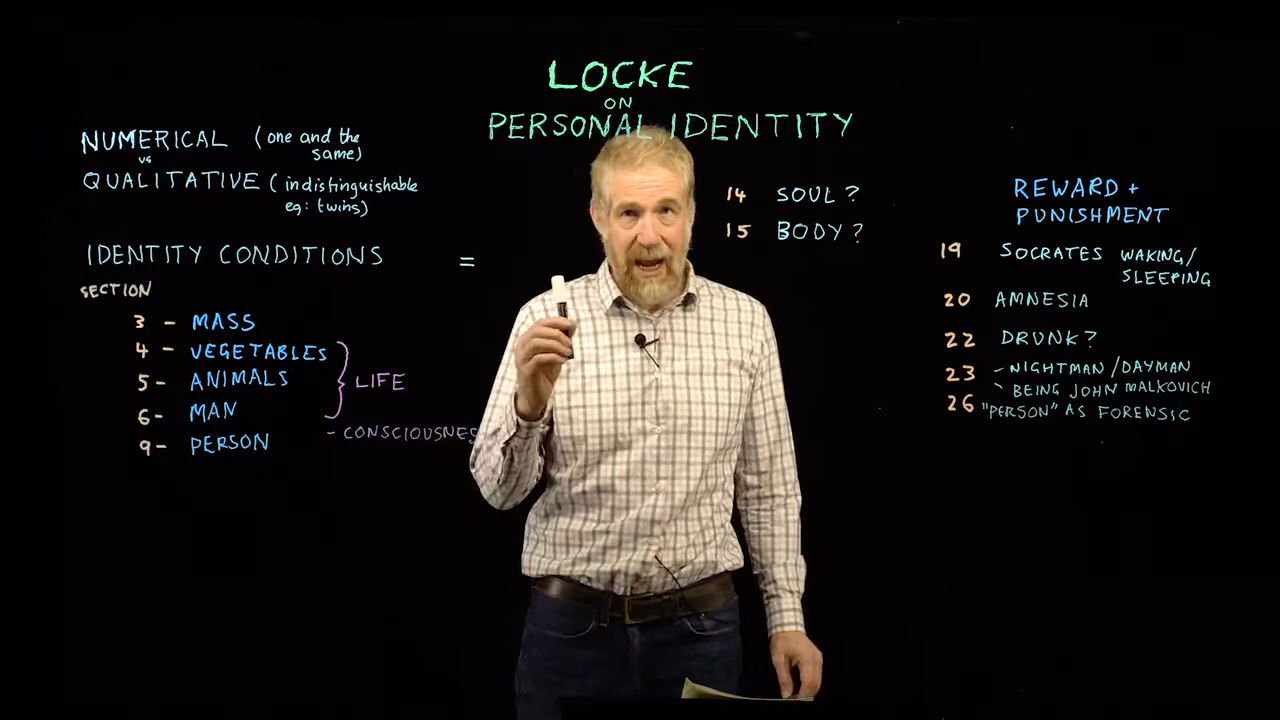 LOCKE
ON
PERSONAL IDENTITY
NUMERICAL (one and the same)
vs
QUALITATIVE (indistinguishable eg: twins)
IDENTITY CONDITIONS =
SECTION
3 - MASS
4 - VEGETABLES
5 - ANIMALS
6 - MAN
} LIFE
9 - PERSON - CONSCIOUSNES
14 SOUL?
15 BODY?
REWARD +
PUNISHMENT
19 SOCRATES WAKING/
SLEEPING
20 AMNESIA
22 DRUNK?
23 - NIGHTMAN/DAYMAN
- BEING JOHN MALKOVICH
26 "PERSON" AS FORENSIC